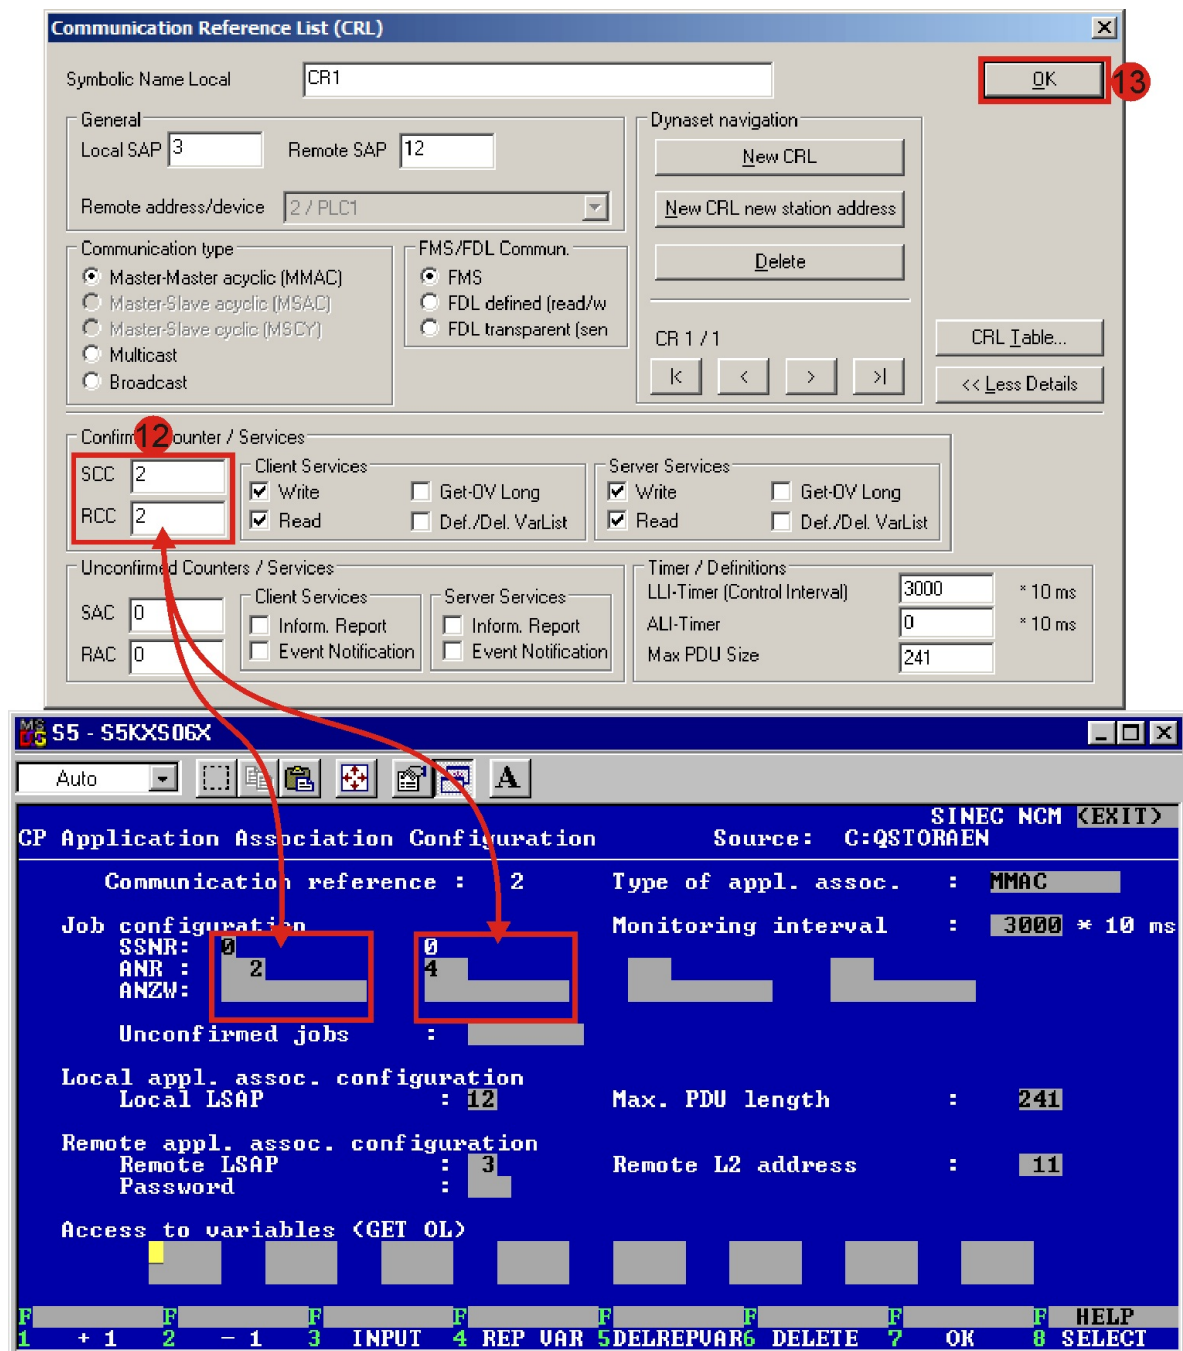 Communication Reference List (CRL)
Symbolic Name Local CR1
OK 13
General
Local SAP 3 Remote SAP 12
Remote address/device 2 / PLC1
Dynaset navigation
New CRL
New CRL new station address
Delete
CR 1 / 1
|< < > >|
CRL Table...
<< Less Details
Communication type
Master-Master acyclic (MMAC)
Master-Slave acyclic (MSAC)
Master-Slave cyclic (MSCY)
Multicast
Broadcast
FMS/FDL Commun.
FMS
FDL defined (read/w
FDL transparent (sen
12
Counter / Services
SCC 2
RCC 2
Client Services
Write Get-OV Long
Read Def./Del. VarList
Server Services
Write Get-OV Long
Read Def./Del. VarList
Unconfirmed Counters / Services
SAC 0
RAC 0
Client Services
Inform. Report
Event Notification
Server Services
Inform. Report
Event Notification
Timer / Definitions
LLI-Timer (Control Interval) 3000 * 10 ms
ALI-Timer 0 * 10 ms
Max PDU Size 241
MS S5 - S5KXS06X
Auto A
SINEC NCM (EXIT)
CP Application Association Configuration Source: C:QSTORAEN
Communication reference : 2 Type of appl. assoc. : MMAC
Job configuration Monitoring interval : 3000 * 10 ms
SSNR: 0 0
ANR : 2 4
ANZW:
Unconfirmed jobs :
Local appl. assoc. configuration
Local LSAP : 12 Max. PDU length : 241
Remote appl. assoc. configuration
Remote LSAP : 3 Remote L2 address : 11
Password :
Access to variables (GET OL)
F F F F F F F F HELP
1 + 1 2 - 1 3 INPUT 4 REP VAR 5DELREPVAR6 DELETE 7 OK 8 SELECT